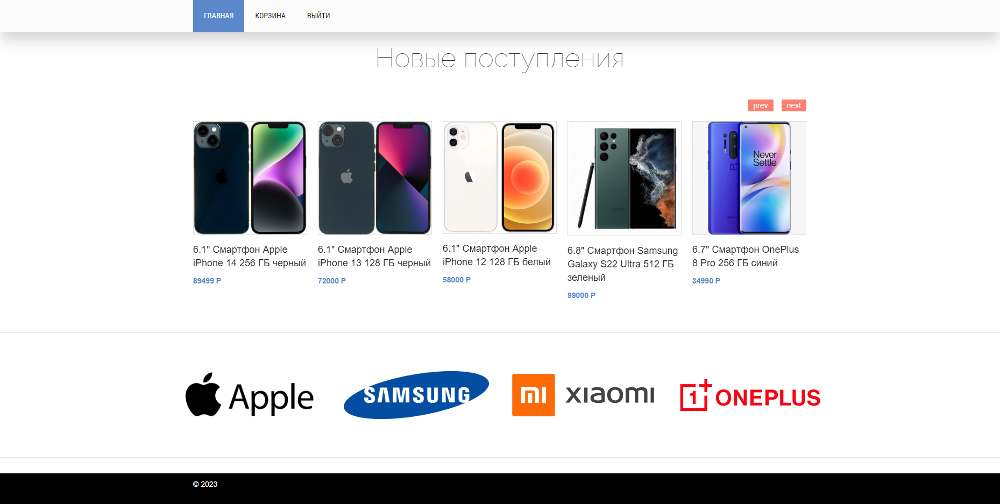 ГЛАВНАЯ КОРЗИНА ВЫЙТИ
Новые поступления
prev next
Never
Settle
6.1" Смартфон Apple
iPhone 14 256 ГБ черный
89499 Р
6.1" Смартфон Apple
iPhone 13 128 ГБ черный
72000 Р
6.1" Смартфон Apple
iPhone 12 128 ГБ белый
58000 Р
6.8" Смартфон Samsung
Galaxy S22 Ultra 512 ГБ
зеленый
99000 Р
6.7" Смартфон OnePlus
8 Pro 256 ГБ синий
34990 Р
Apple
SAMSUNG
mi xiaomi
1+ ONEPLUS
© 2023